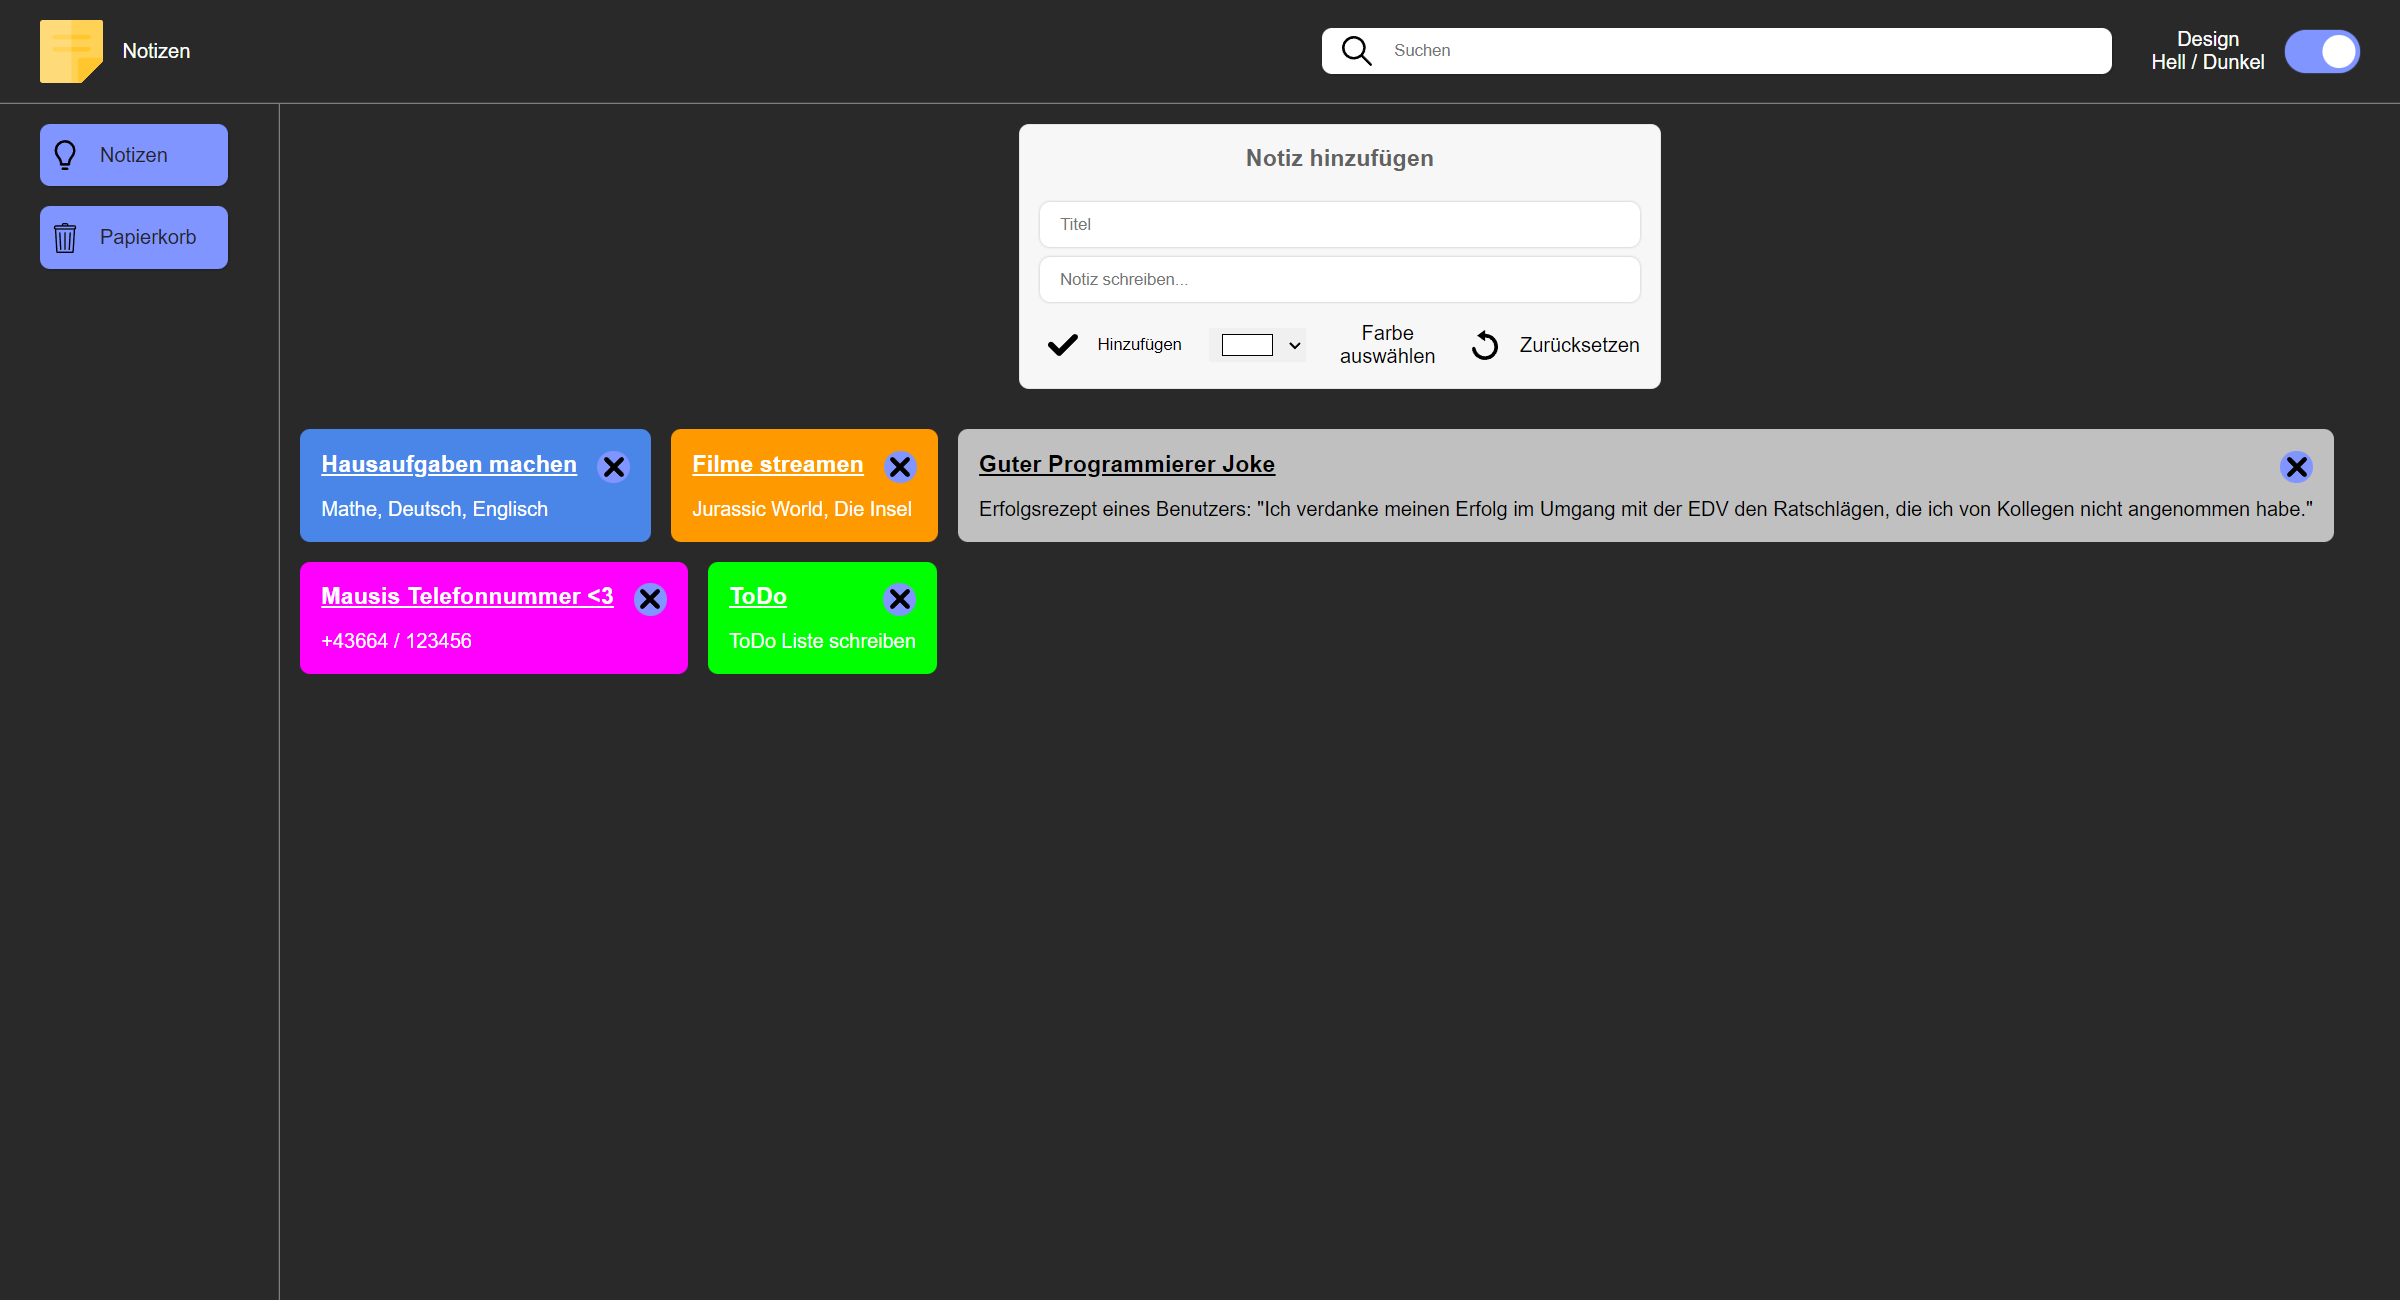 Notizen
Suchen
Design
Hell / Dunkel
Notizen
Papierkorb
Notiz hinzufügen
Titel
Notiz schreiben...
Hinzufügen
Farbe
auswählen
Zurücksetzen
Hausaufgaben machen
Mathe, Deutsch, Englisch
Filme streamen
Jurassic World, Die Insel
Guter Programmierer Joke
Erfolgsrezept eines Benutzers: "Ich verdanke meinen Erfolg im Umgang mit der EDV den Ratschlägen, die ich von Kollegen nicht angenommen habe."
Mausis Telefonnummer <3
+43664 / 123456
ToDo
ToDo Liste schreiben